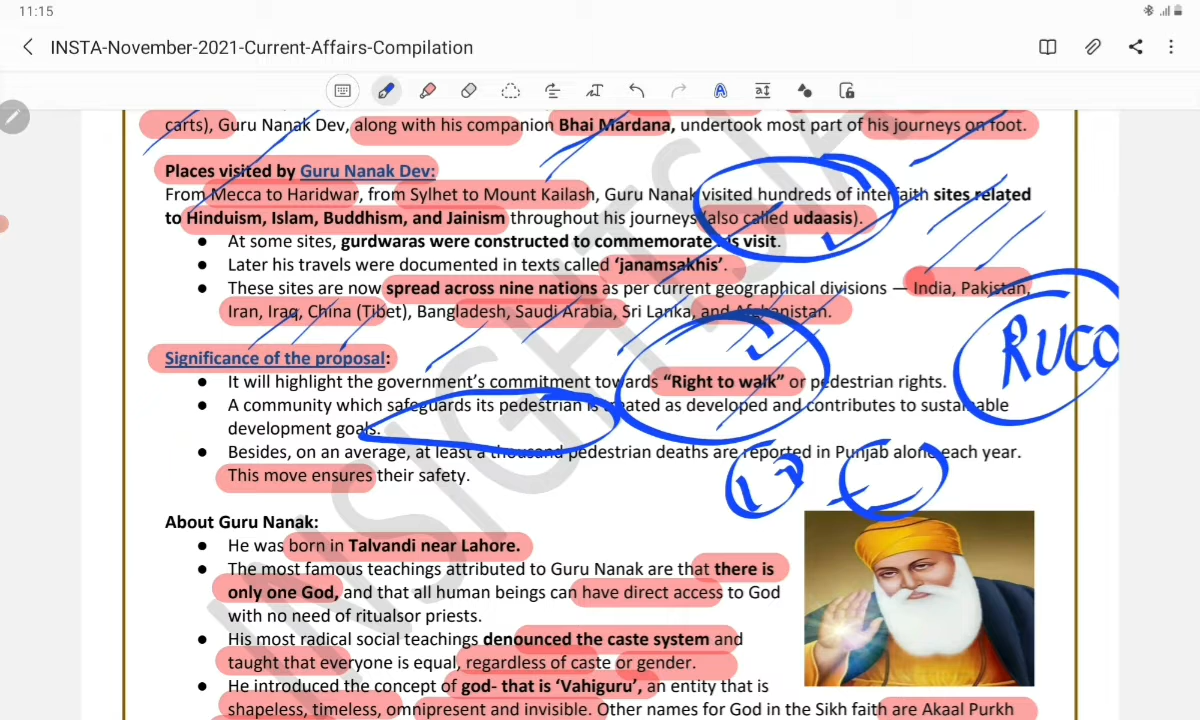 11:15
INSTA-November-2021-Current-Affairs-Compilation
carts), Guru Nanak Dev, along with his companion Bhai Mardana, undertook most part of his journeys on foot.
Places visited by Guru Nanak Dev:
From Mecca to Haridwar, from Sylhet to Mount Kailash, Guru Nanak visited hundreds of interfaith sites related
to Hinduism, Islam, Buddhism, and Jainism throughout his journeys (also called udaasis).
● At some sites, gurdwaras were constructed to commemorate his visit.
● Later his travels were documented in texts called ‘janamsakhis’.
● These sites are now spread across nine nations as per current geographical divisions — India, Pakistan,
Iran, Iraq, China (Tibet), Bangladesh, Saudi Arabia, Sri Lanka, and Afghanistan.
Significance of the proposal:
● It will highlight the government’s commitment towards “Right to walk” or pedestrian rights.
● A community which safeguards its pedestrian is treated as developed and contributes to sustainable
development goals.
● Besides, on an average, at least a thousand pedestrian deaths are reported in Punjab alone each year.
This move ensures their safety.
About Guru Nanak:
● He was born in Talvandi near Lahore.
● The most famous teachings attributed to Guru Nanak are that there is
only one God, and that all human beings can have direct access to God
with no need of ritualsor priests.
● His most radical social teachings denounced the caste system and
taught that everyone is equal, regardless of caste or gender.
● He introduced the concept of god- that is ‘Vahiguru’, an entity that is
shapeless, timeless, omnipresent and invisible. Other names for God in the Sikh faith are Akaal Purkh